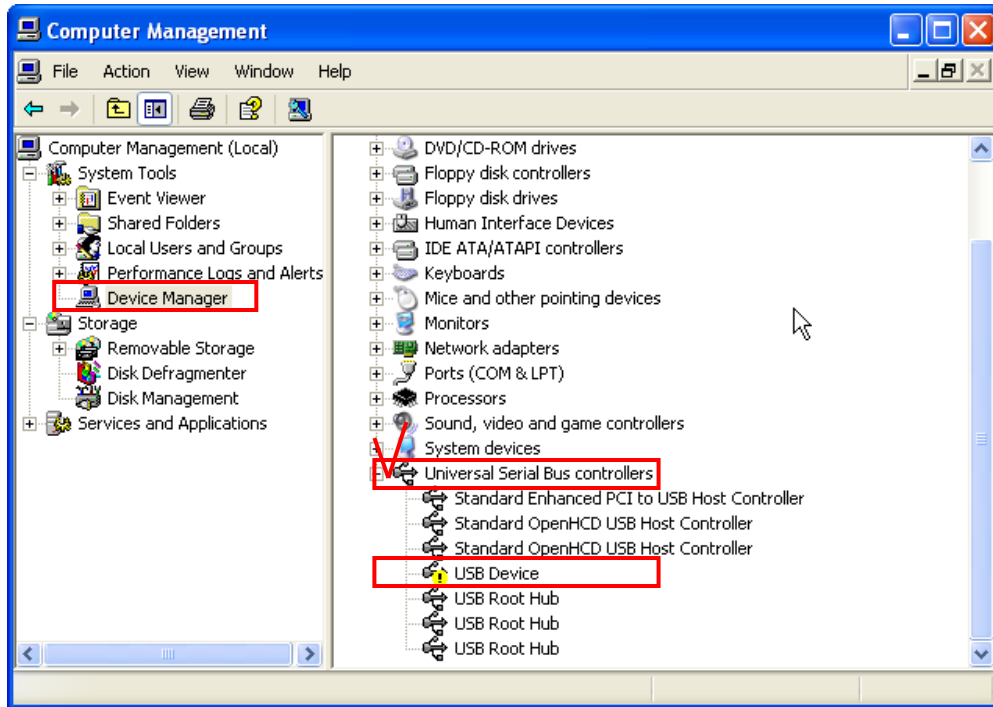 Computer Management
File Action View Window Help
Computer Management (Local)
System Tools
Event Viewer
Shared Folders
Local Users and Groups
Performance Logs and Alerts
Device Manager
Storage
Removable Storage
Disk Defragmenter
Disk Management
Services and Applications
DVD/CD-ROM drives
Floppy disk controllers
Floppy disk drives
Human Interface Devices
IDE ATA/ATAPI controllers
Keyboards
Mice and other pointing devices
Monitors
Network adapters
Ports (COM & LPT)
Processors
Sound, video and game controllers
System devices
Universal Serial Bus controllers
Standard Enhanced PCI to USB Host Controller
Standard OpenHCD USB Host Controller
Standard OpenHCD USB Host Controller
USB Device
USB Root Hub
USB Root Hub
USB Root Hub